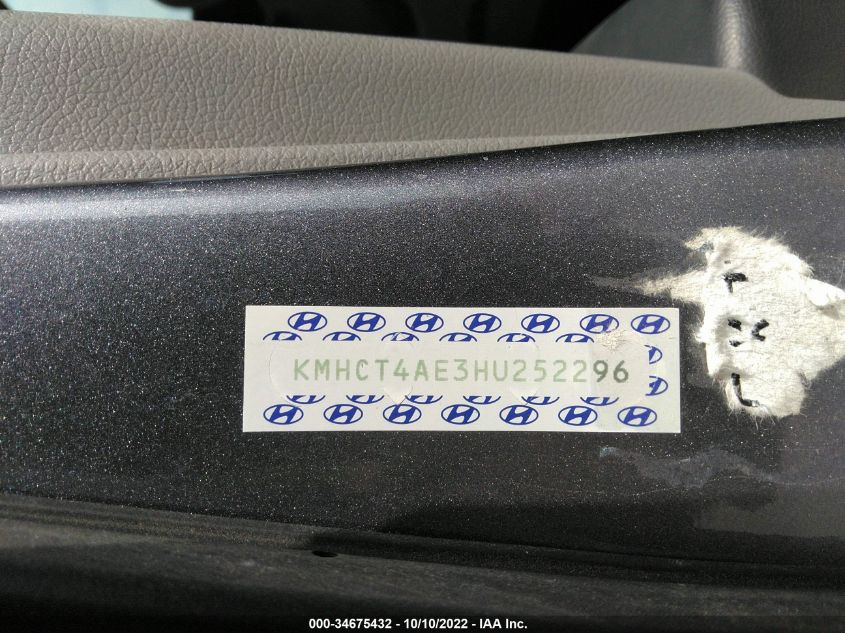 KMHCT4AE3HU252296
000-34675432 - 10/10/2022 - IAA Inc.